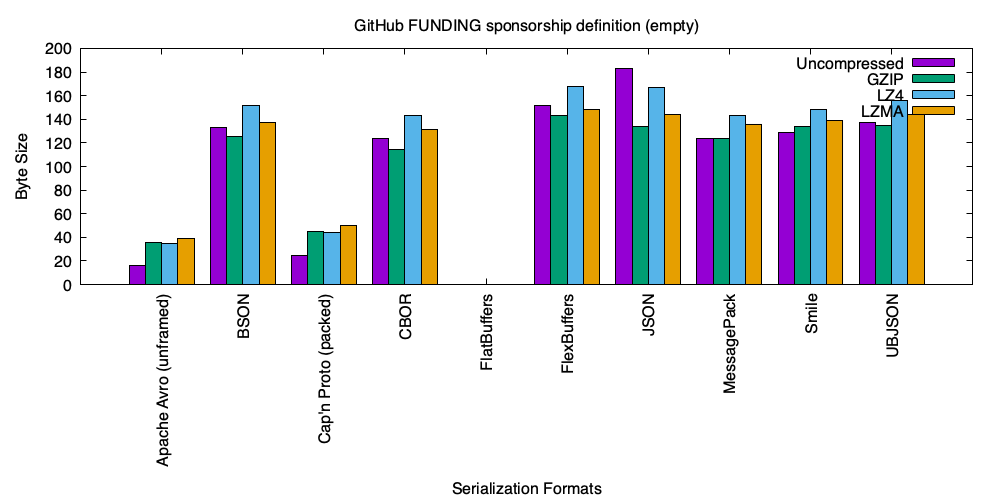 GitHub FUNDING sponsorship definition (empty)
Byte Size
200
180
160
140
120
100
80
60
40
20
0
Uncompressed
GZIP
LZ4
LZMA
Apache Avro (unframed)
BSON
Cap'n Proto (packed)
CBOR
FlatBuffers
FlexBuffers
JSON
MessagePack
Smile
UBJSON
Serialization Formats